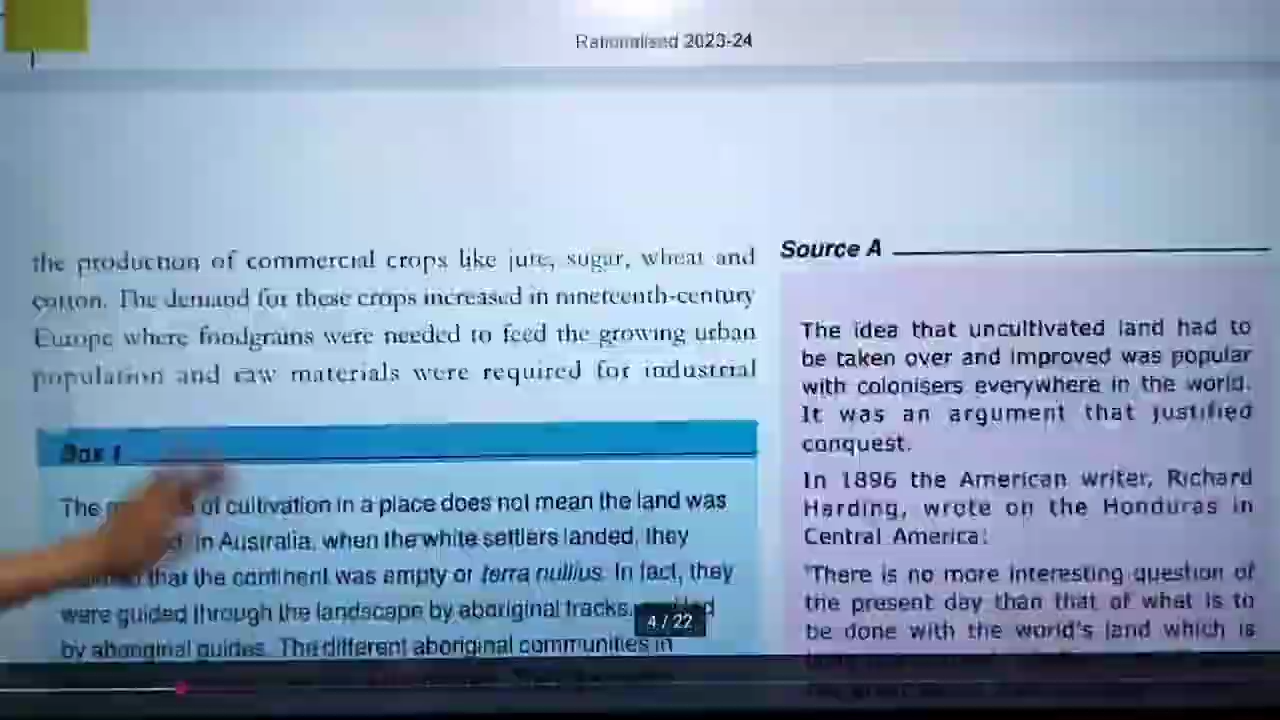 Rationalised 2023-24
the production of commercial crops like jute, sugar, wheat and
cotton. The demand for these crops increased in nineteenth-century
Europe where foodgrains were needed to feed the growing urban
population and raw materials were required for industrial
Box 1
The of cultivation in a place does not mean the land was
In Australia, when the white settlers landed, they
that the continent was empty or terra nullius. In fact, they
were guided through the landscape by aboriginal tracks,
by aboriginal guides. The different aboriginal communities in
4 / 22
Source A
The idea that uncultivated land had to
be taken over and improved was popular
with colonisers everywhere in the world.
It was an argument that justified
conquest.
In 1896 the American writer, Richard
Harding, wrote on the Honduras in
Central America:
'There is no more interesting question of
the present day than that of what is to
be done with the world's land which is